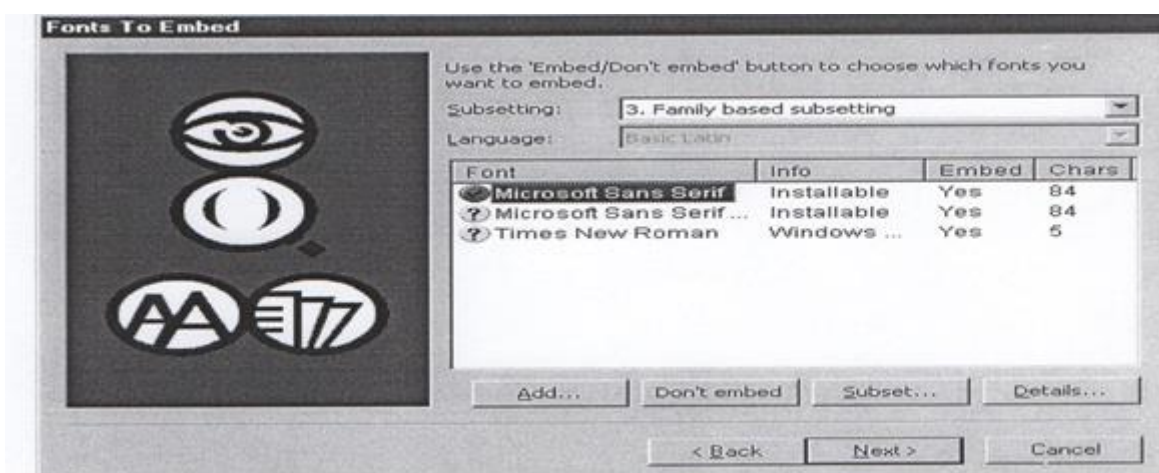 Fonts To Embed
Use the 'Embed/Don't embed' button to choose which fonts you
want to embed.
Subsetting: 3. Family based subsetting
Language: Basic Latin
Font Info Embed Chars
Microsoft Sans Serif Installable Yes 84
Microsoft Sans Serif... Installable Yes 84
Times New Roman Windows ... Yes 5
Add... Don't embed Subset... Details...
< Back Next > Cancel